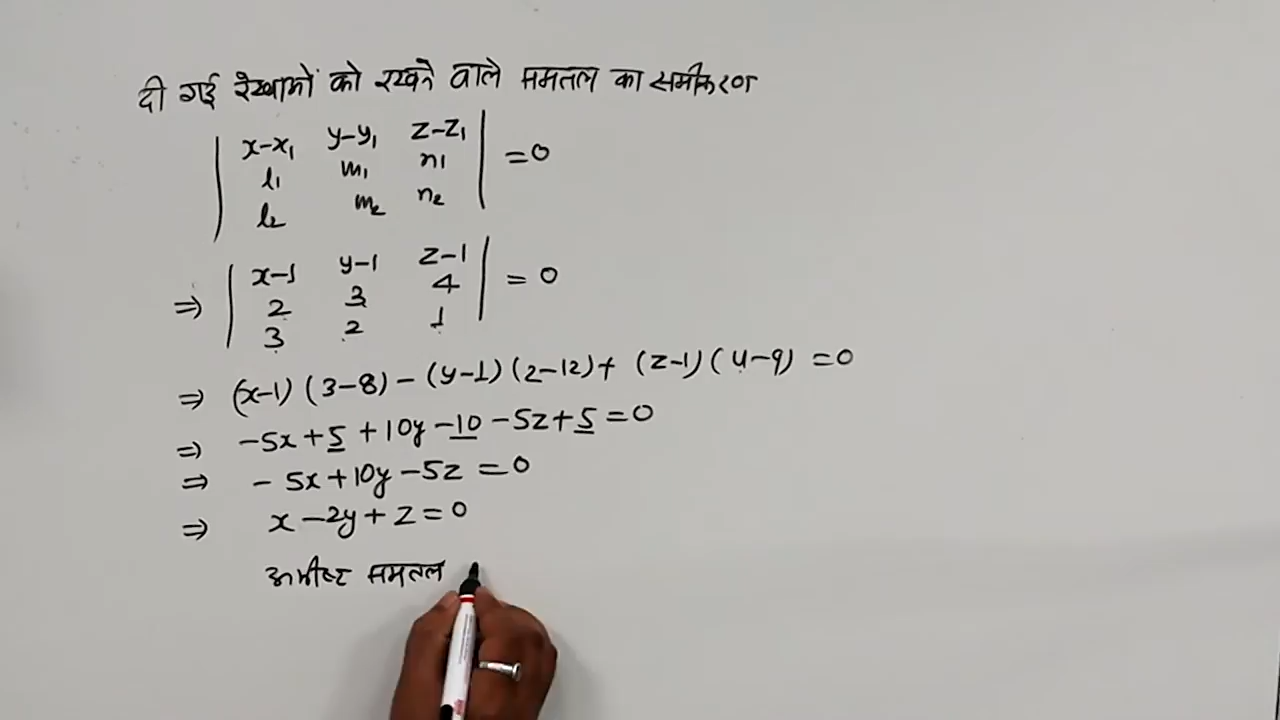 दी गई रेखाओं को रखने वाले समतल का समीकरण
| x-x₁ y-y₁ z-z₁ |
| l₁ m₁ n₁ | =0
| l₂ m₂ n₂ |
⇒ | x-1 y-1 z-1 |
| 2 3 4 | = 0
| 3 2 1 |
⇒ (x-1) (3-8) - (y-1) (2-12) + (z-1) (4-9) = 0
⇒ -5x + 5 + 10y - 10 - 5z + 5 = 0
⇒ - 5x + 10y - 5z = 0
⇒ x - 2y + z = 0
अभीष्ट समतल